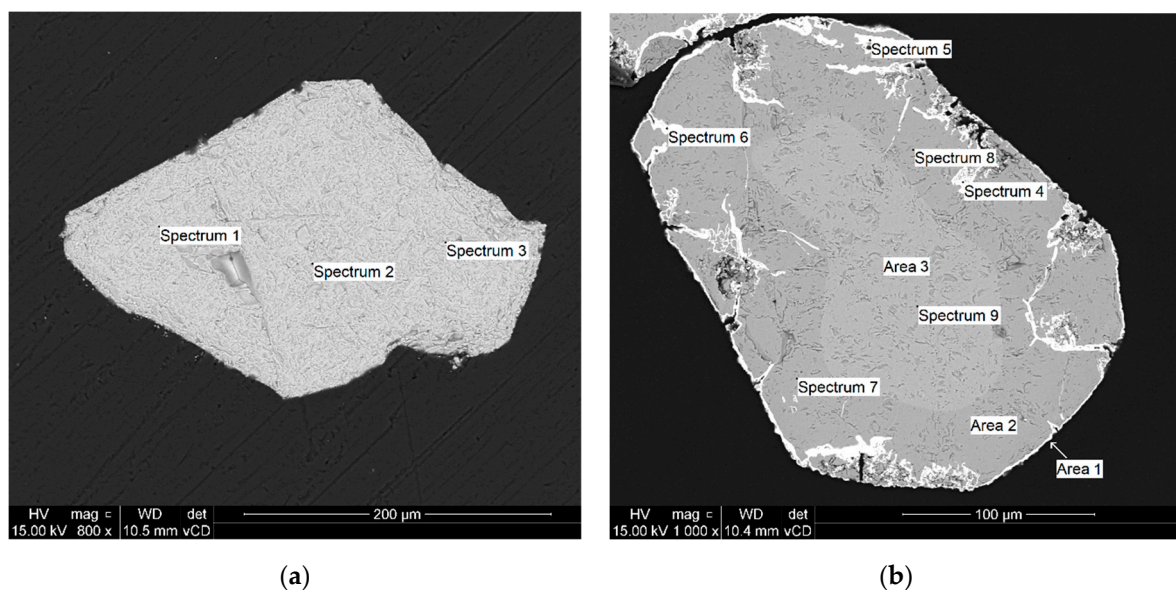 Spectrum 1
Spectrum 3
Spectrum 2
HV mag □ WD det
15.00 kV 800 x 10.5 mm vCD
200 µm
(a)
Spectrum 5
Spectrum 6
Spectrum 8
Spectrum 4
Area 3
Spectrum 9
Spectrum 7
Area 2
Area 1
HV mag □ WD det
15.00 kV 1 000 x 10.4 mm vCD
100 µm
(b)